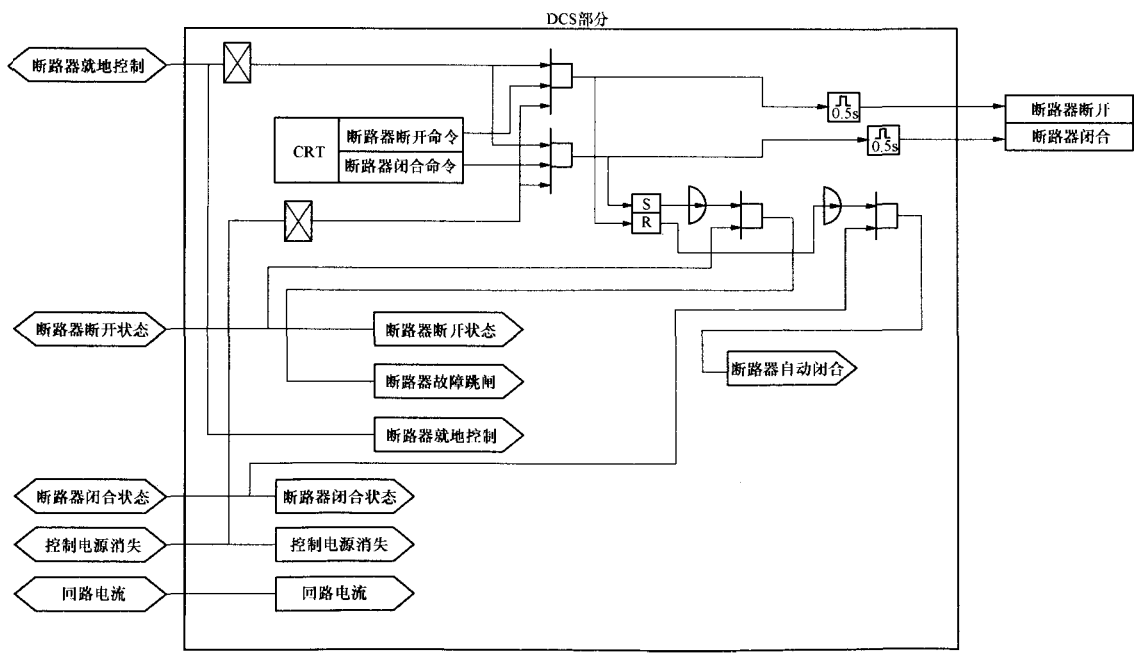 DCS部分
断路器就地控制
0.5s
断路器断开
断路器闭合
0.5s
CRT
断路器断开命令
断路器闭合命令
S
R
断路器断开状态
断路器断开状态
断路器自动闭合
断路器故障跳闸
断路器就地控制
断路器闭合状态
断路器闭合状态
控制电源消失
控制电源消失
回路电流
回路电流